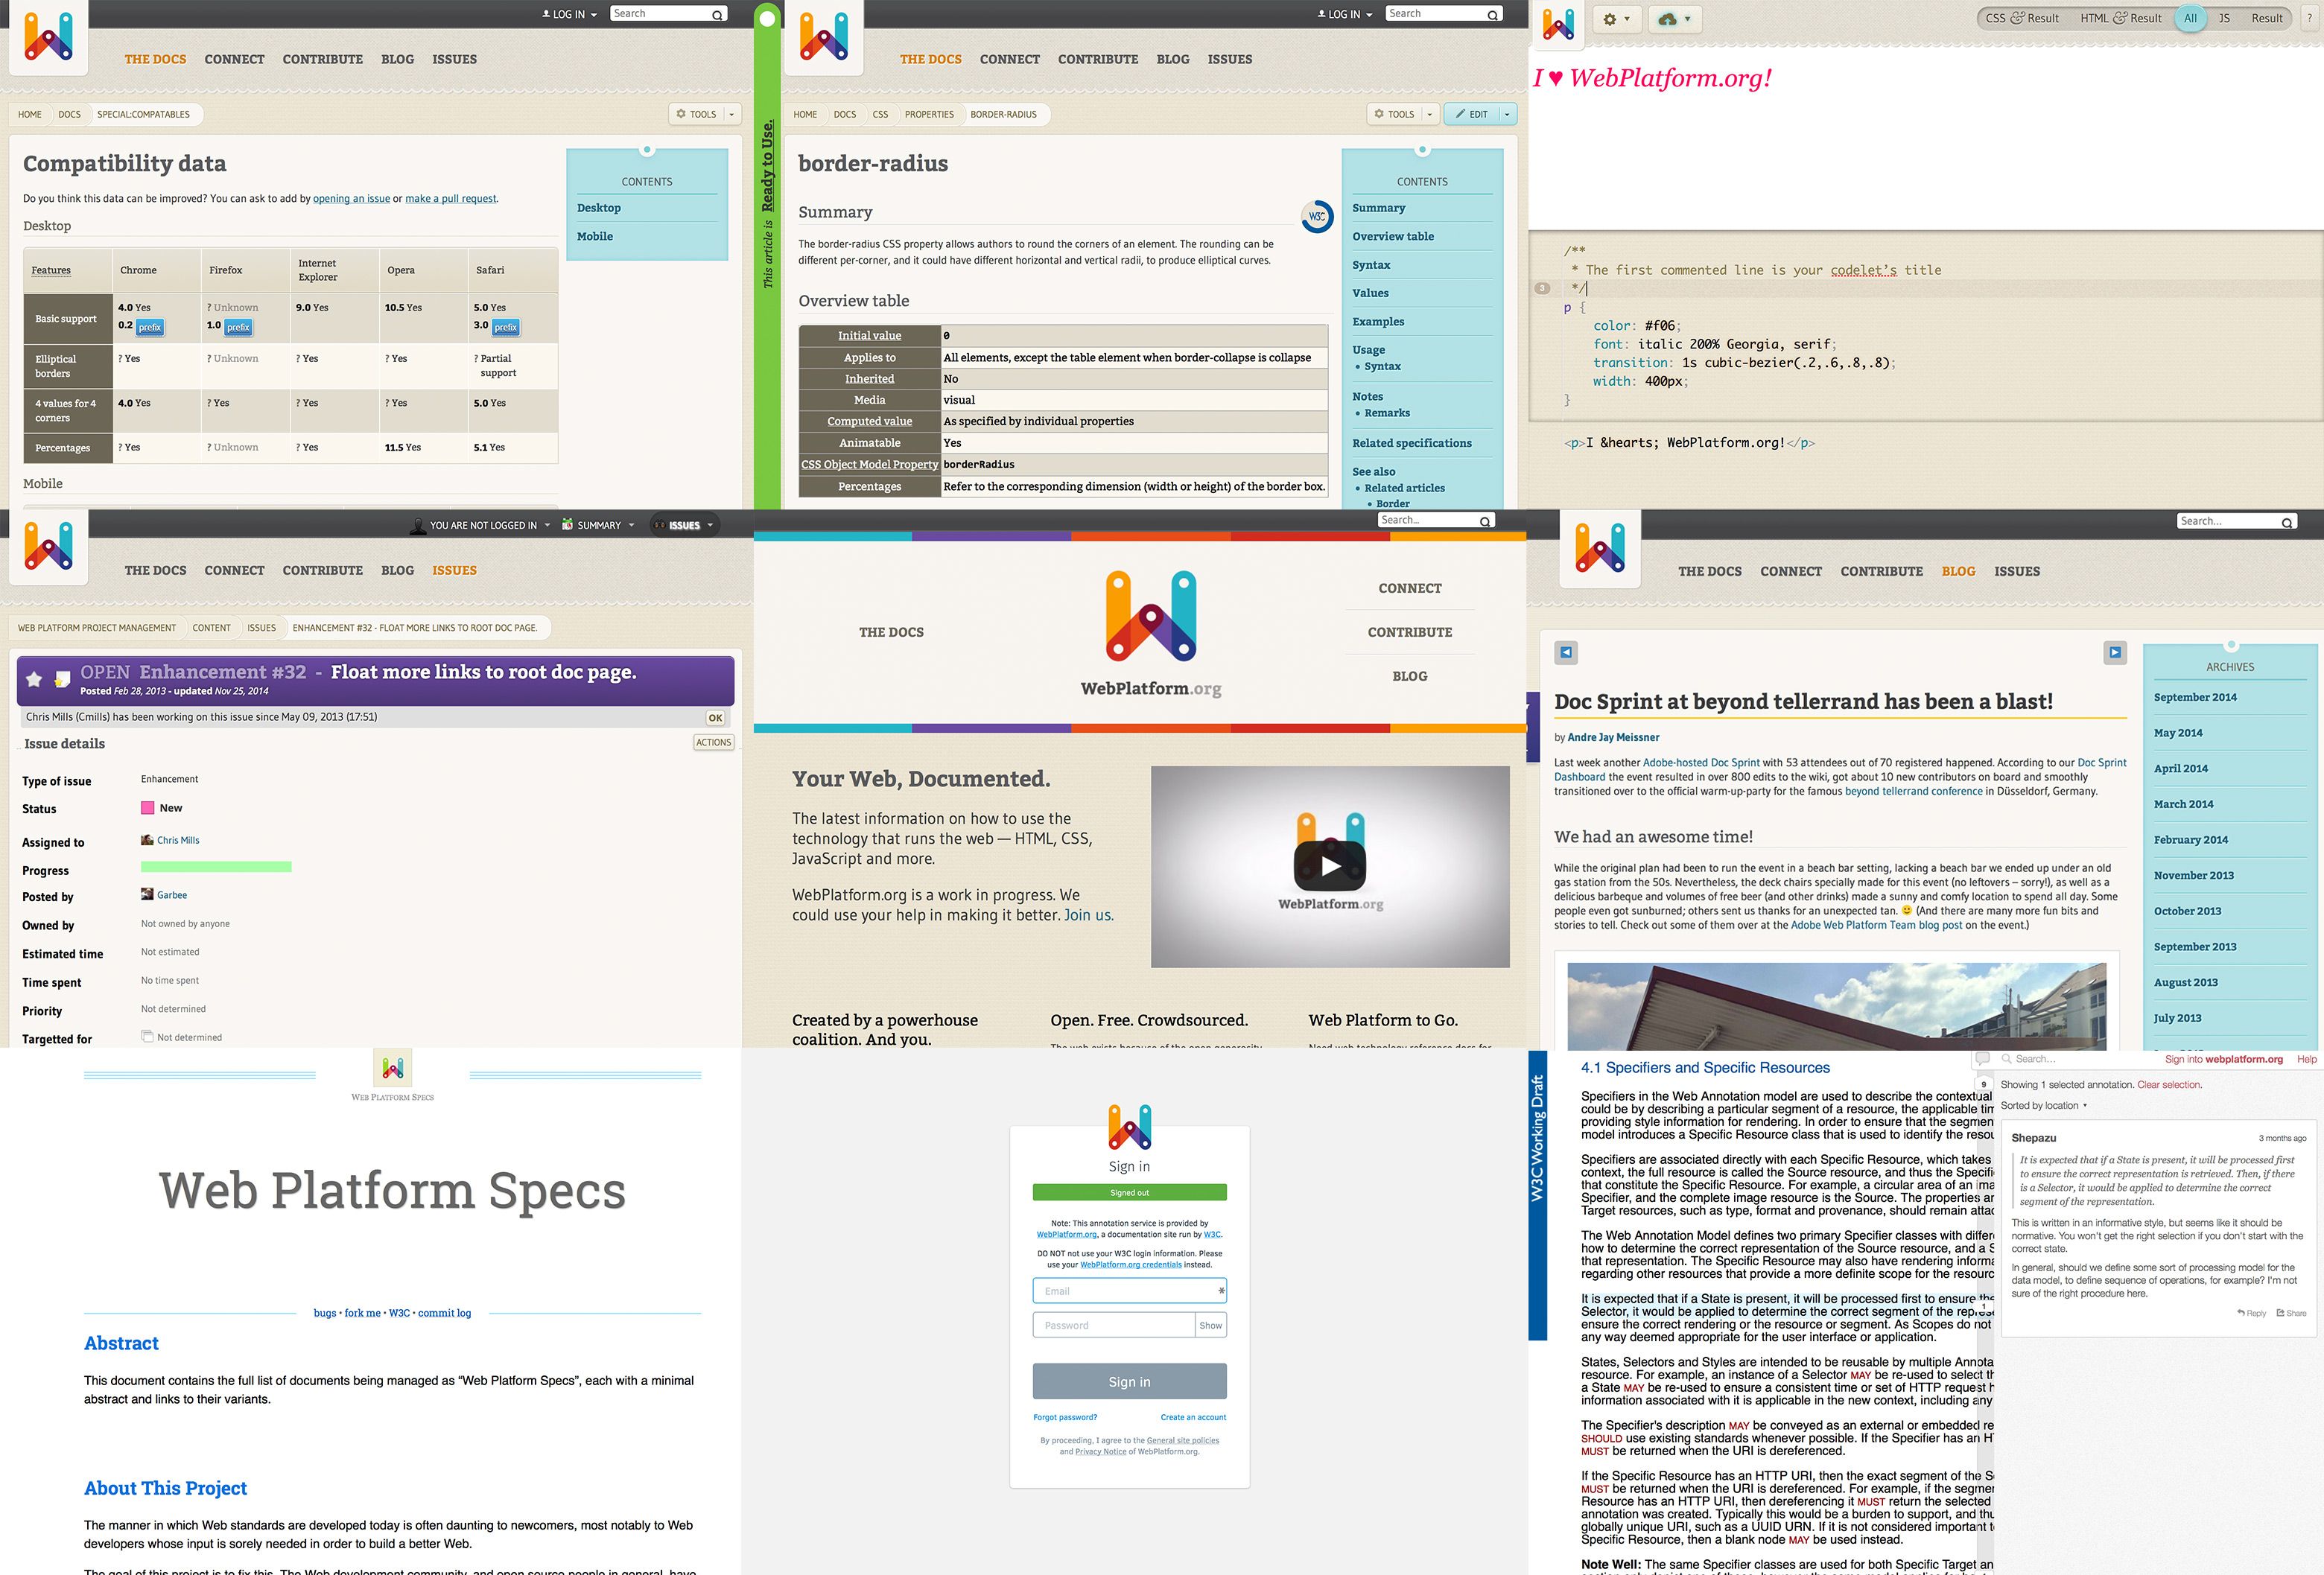 LOG IN
Search
THE DOCS CONNECT CONTRIBUTE BLOG ISSUES
HOME DOCS SPECIAL:COMPATABLES
TOOLS
Compatibility data
Do you think this data can be improved? You can ask to add by opening an issue or make a pull request.
Desktop
Features Chrome Firefox Internet Explorer Opera Safari
Basic support 4.0 Yes ? Unknown 9.0 Yes 10.5 Yes 5.0 Yes
0.2 prefix 1.0 prefix 3.0 prefix
Elliptical borders ? Yes ? Unknown ? Yes ? Yes ? Partial support
4 values for 4 corners 4.0 Yes ? Yes ? Yes ? Yes 5.0 Yes
Percentages ? Yes ? Unknown ? Yes 11.5 Yes 5.1 Yes
Mobile
CONTENTS
Desktop
Mobile
This article is Ready to Use.
LOG IN
Search
THE DOCS CONNECT CONTRIBUTE BLOG ISSUES
HOME DOCS CSS PROPERTIES BORDER-RADIUS
TOOLS EDIT
border-radius
Summary
W3C
The border-radius CSS property allows authors to round the corners of an element. The rounding can be
different per-corner, and it could have different horizontal and vertical radii, to produce elliptical curves.
Overview table
Initial value 0
Applies to All elements, except the table element when border-collapse is collapse
Inherited No
Media visual
Computed value As specified by individual properties
Animatable Yes
CSS Object Model Property borderRadius
Percentages Refer to the corresponding dimension (width or height) of the border box.
CONTENTS
Summary
Overview table
Syntax
Values
Examples
Usage
• Syntax
Notes
• Remarks
Related specifications
See also
• Related articles
• Border
CSS & Result HTML & Result All JS Result ?
I ♥ WebPlatform.org!
/**
* The first commented line is your codelet's title
3 */
p {
color: #f06;
font: italic 200% Georgia, serif;
transition: 1s cubic-bezier(.2,.6,.8,.8);
width: 400px;
}
<p>I &hearts; WebPlatform.org!</p>
YOU ARE NOT LOGGED IN SUMMARY ISSUES
THE DOCS CONNECT CONTRIBUTE BLOG ISSUES
WEB PLATFORM PROJECT MANAGEMENT CONTENT ISSUES ENHANCEMENT #32 - FLOAT MORE LINKS TO ROOT DOC PAGE.
OPEN Enhancement #32 - Float more links to root doc page.
Posted Feb 28, 2013 - updated Nov 25, 2014
Chris Mills (Cmills) has been working on this issue since May 09, 2013 (17:51)
OK
Issue details
ACTIONS
Type of issue Enhancement
Status New
Assigned to Chris Mills
Progress
Posted by Garbee
Owned by Not owned by anyone
Estimated time Not estimated
Time spent No time spent
Priority Not determined
Targetted for Not determined
Search...
THE DOCS
WebPlatform.org
CONNECT
CONTRIBUTE
BLOG
Your Web, Documented.
The latest information on how to use the
technology that runs the web — HTML, CSS,
JavaScript and more.
WebPlatform.org is a work in progress. We
could use your help in making it better. Join us.
WebPlatform.org
Created by a powerhouse
coalition. And you.
Open. Free. Crowdsourced.
The web exists because of the open generosity
Web Platform to Go.
Need web technology reference docs for
Search...
THE DOCS CONNECT CONTRIBUTE BLOG ISSUES
Doc Sprint at beyond tellerrand has been a blast!
by Andre Jay Meissner
Last week another Adobe-hosted Doc Sprint with 53 attendees out of 70 registered happened. According to our Doc Sprint
Dashboard the event resulted in over 800 edits to the wiki, got about 10 new contributors on board and smoothly
transitioned over to the official warm-up-party for the famous beyond tellerrand conference in Düsseldorf, Germany.
We had an awesome time!
While the original plan had been to run the event in a beach bar setting, lacking a beach bar we ended up under an old
gas station from the 50s. Nevertheless, the deck chairs specially made for this event (no leftovers – sorry!), as well as a
delicious barbeque and volumes of free beer (and other drinks) made a sunny and comfy location to spend all day. Some
people even got sunburned; others sent us thanks for an unexpected tan. 🙂 (And there are many more fun bits and
stories to tell. Check out some of them over at the Adobe Web Platform Team blog post on the event.)
ARCHIVES
September 2014
May 2014
April 2014
March 2014
February 2014
November 2013
October 2013
September 2013
August 2013
July 2013
WEB PLATFORM SPECS
Web Platform Specs
bugs • fork me • W3C • commit log
Abstract
This document contains the full list of documents being managed as “Web Platform Specs”, each with a minimal
abstract and links to their variants.
About This Project
The manner in which Web standards are developed today is often daunting to newcomers, most notably to Web
developers whose input is sorely needed in order to build a better Web.
The goal of this project is to fix this. The Web development community, and open source people in general, have
Sign in
Signed out
Note: This annotation service is provided by
WebPlatform.org, a documentation site run by W3C.
DO NOT use your W3C login information. Please
use your WebPlatform.org credentials instead.
Email
Password Show
Sign in
Forgot password? Create an account
By proceeding, I agree to the General site policies
and Privacy Notice of WebPlatform.org.
W3C Working Draft
4.1 Specifiers and Specific Resources
Specifiers in the Web Annotation model are used to describe the contextual
could be by describing a particular segment of a resource, the applicable tim
providing style information for rendering. In order to ensure that the segmen
model introduces a Specific Resource class that is used to identify the resou
Specifiers are associated directly with each Specific Resource, which takes
context, the full resource is called the Source resource, and thus the Specifi
that constitute the Specific Resource. For example, a circular area of an ima
Specifier, and the complete image resource is the Source. The properties an
Target resources, such as type, format and provenance, should remain attac
The Web Annotation Model defines two primary Specifier classes with differe
how to determine the correct representation of the Source resource, and a S
that representation. The Specific Resource may also have rendering informa
regarding other resources that provide a more definite scope for the resourc
It is expected that if a State is present, it will be processed first to ensure the
Selector, it would be applied to determine the correct segment of the represe
ensure the correct rendering or the resource or segment. As Scopes do not
any way deemed appropriate for the user interface or application.
States, Selectors and Styles are intended to be reusable by multiple Annota
resource. For example, an instance of a Selector MAY be re-used to select th
a State MAY be re-used to ensure a consistent time or set of HTTP request h
information associated with it is applicable in the new context, including any
The Specifier's description MAY be conveyed as an external or embedded re
SHOULD use existing standards whenever possible. If the Specifier has an H
MUST be returned when the URI is dereferenced.
If the Specific Resource has an HTTP URI, then the exact segment of the S
MUST be returned when the URI is dereferenced. For example, if the segmen
Resource has an HTTP URI, then dereferencing it MUST return the selected
annotation was created. Typically this would be a burden to support, and thu
globally unique URI, such as a UUID URN. If it is not considered important t
Specific Resource, then a blank node MAY be used instead.
Note Well: The same Specifier classes are used for both Specific Target an
9
1
Search...
Sign into webplatform.org Help
Showing 1 selected annotation. Clear selection.
Sorted by location
Shepazu 3 months ago
It is expected that if a State is present, it will be processed first
to ensure the correct representation is retrieved. Then, if there
is a Selector, it would be applied to determine the correct
segment of the representation.
This is written in an informative style, but seems like it should be
normative. You won't get the right selection if you don't start with the
correct state.
In general, should we define some sort of processing model for the
data model, to define sequence of operations, for example? I'm not
sure of the right procedure here.
Reply Share